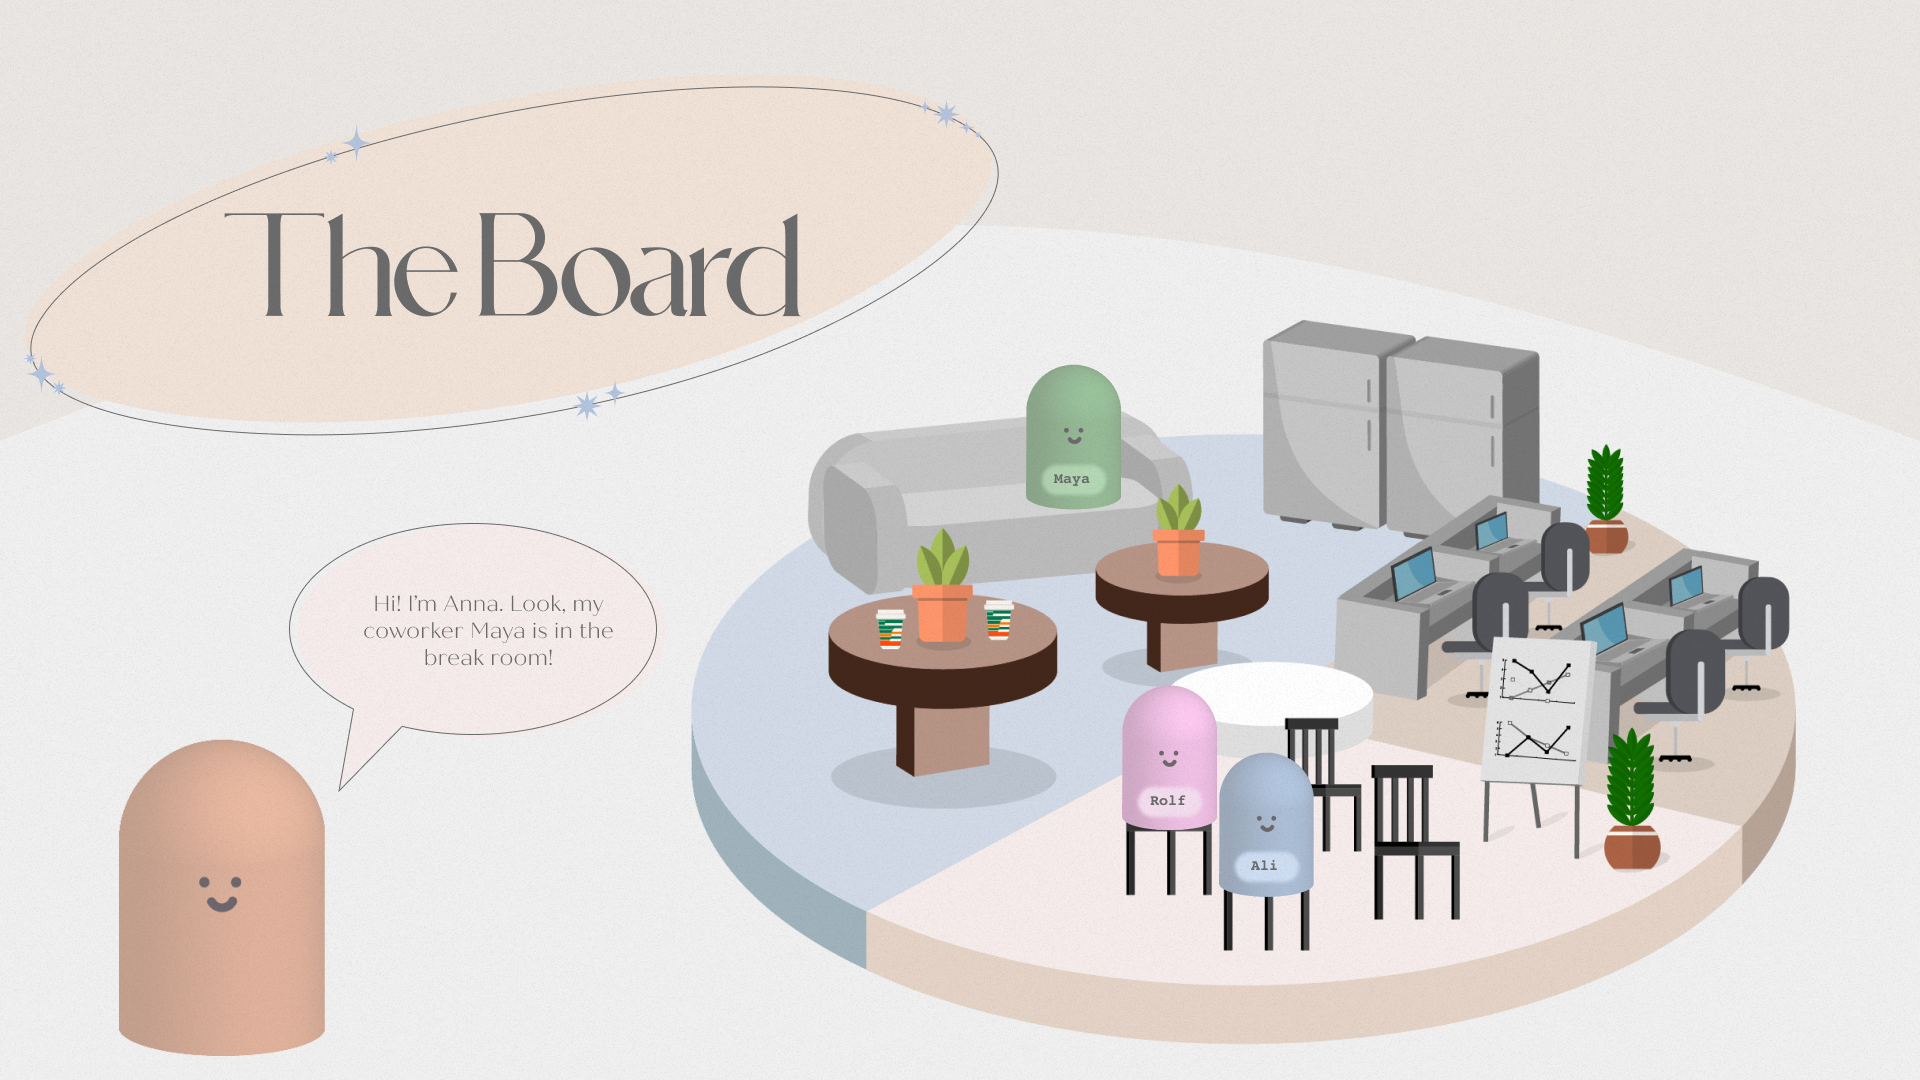 The Board
Hi! I'm Anna. Look, my
coworker Maya is in the
break room!
Maya
Rolf
Ali